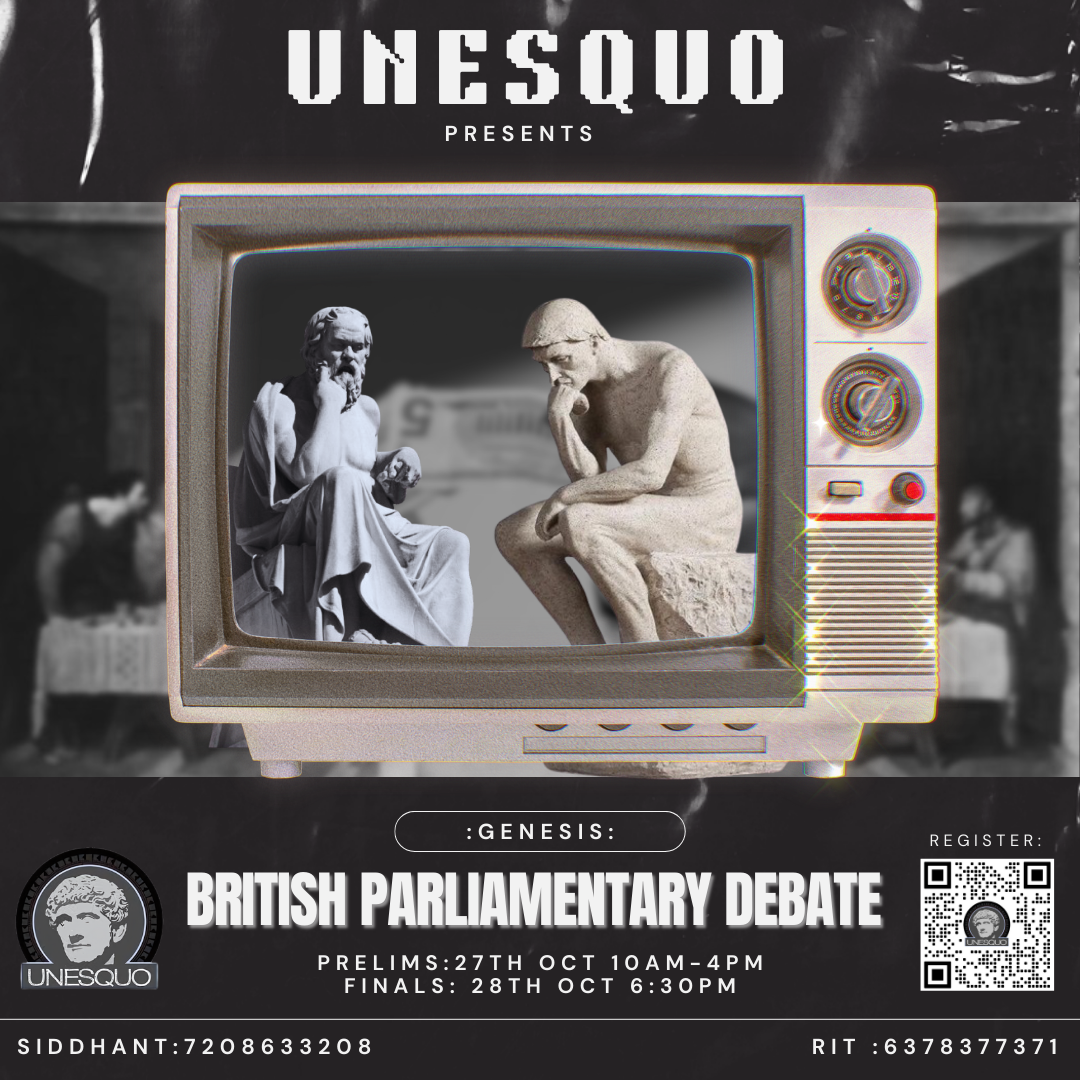 UNESQUO
PRESENTS
:GENESIS:
BRITISH PARLIAMENTARY DEBATE
PRELIMS:27TH OCT 10AM-4PM
FINALS: 28TH OCT 6:30PM
UNESQUO
REGISTER:
UNESQUO
SIDDHANT:7208633208
RIT :6378377371